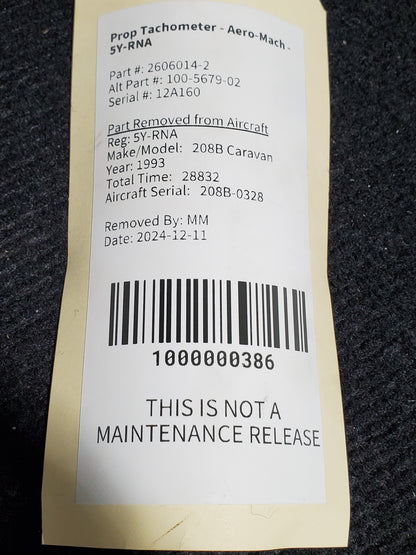 Prop Tachometer - Aero-Mach -
5Y-RNA
Part #: 2606014-2
Alt Part #: 100-5679-02
Serial #: 12A160
Part Removed from Aircraft
Reg: 5Y-RNA
Make/Model: 208B Caravan
Year: 1993
Total Time: 28832
Aircraft Serial: 208B-0328
Removed By: MM
Date: 2024-12-11
1000000386
THIS IS NOT A
MAINTENANCE RELEASE